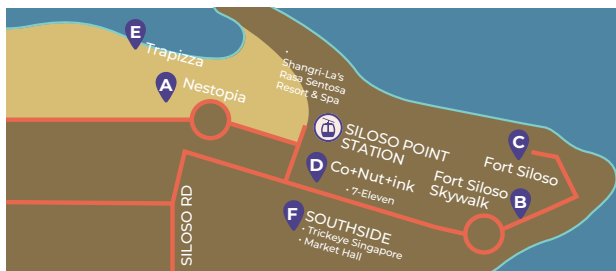 E
Trapizza
A
Nestopia
·
Shangri-La's
Rasa Sentosa
Resort & Spa
SILOSO POINT
STATION
C
Fort Siloso
D
Co+Nut+ink
• 7-Eleven
Fort Siloso
Skywalk
B
F
SOUTHSIDE
• Trickeye Singapore
• Market Hall
SILOSO RD